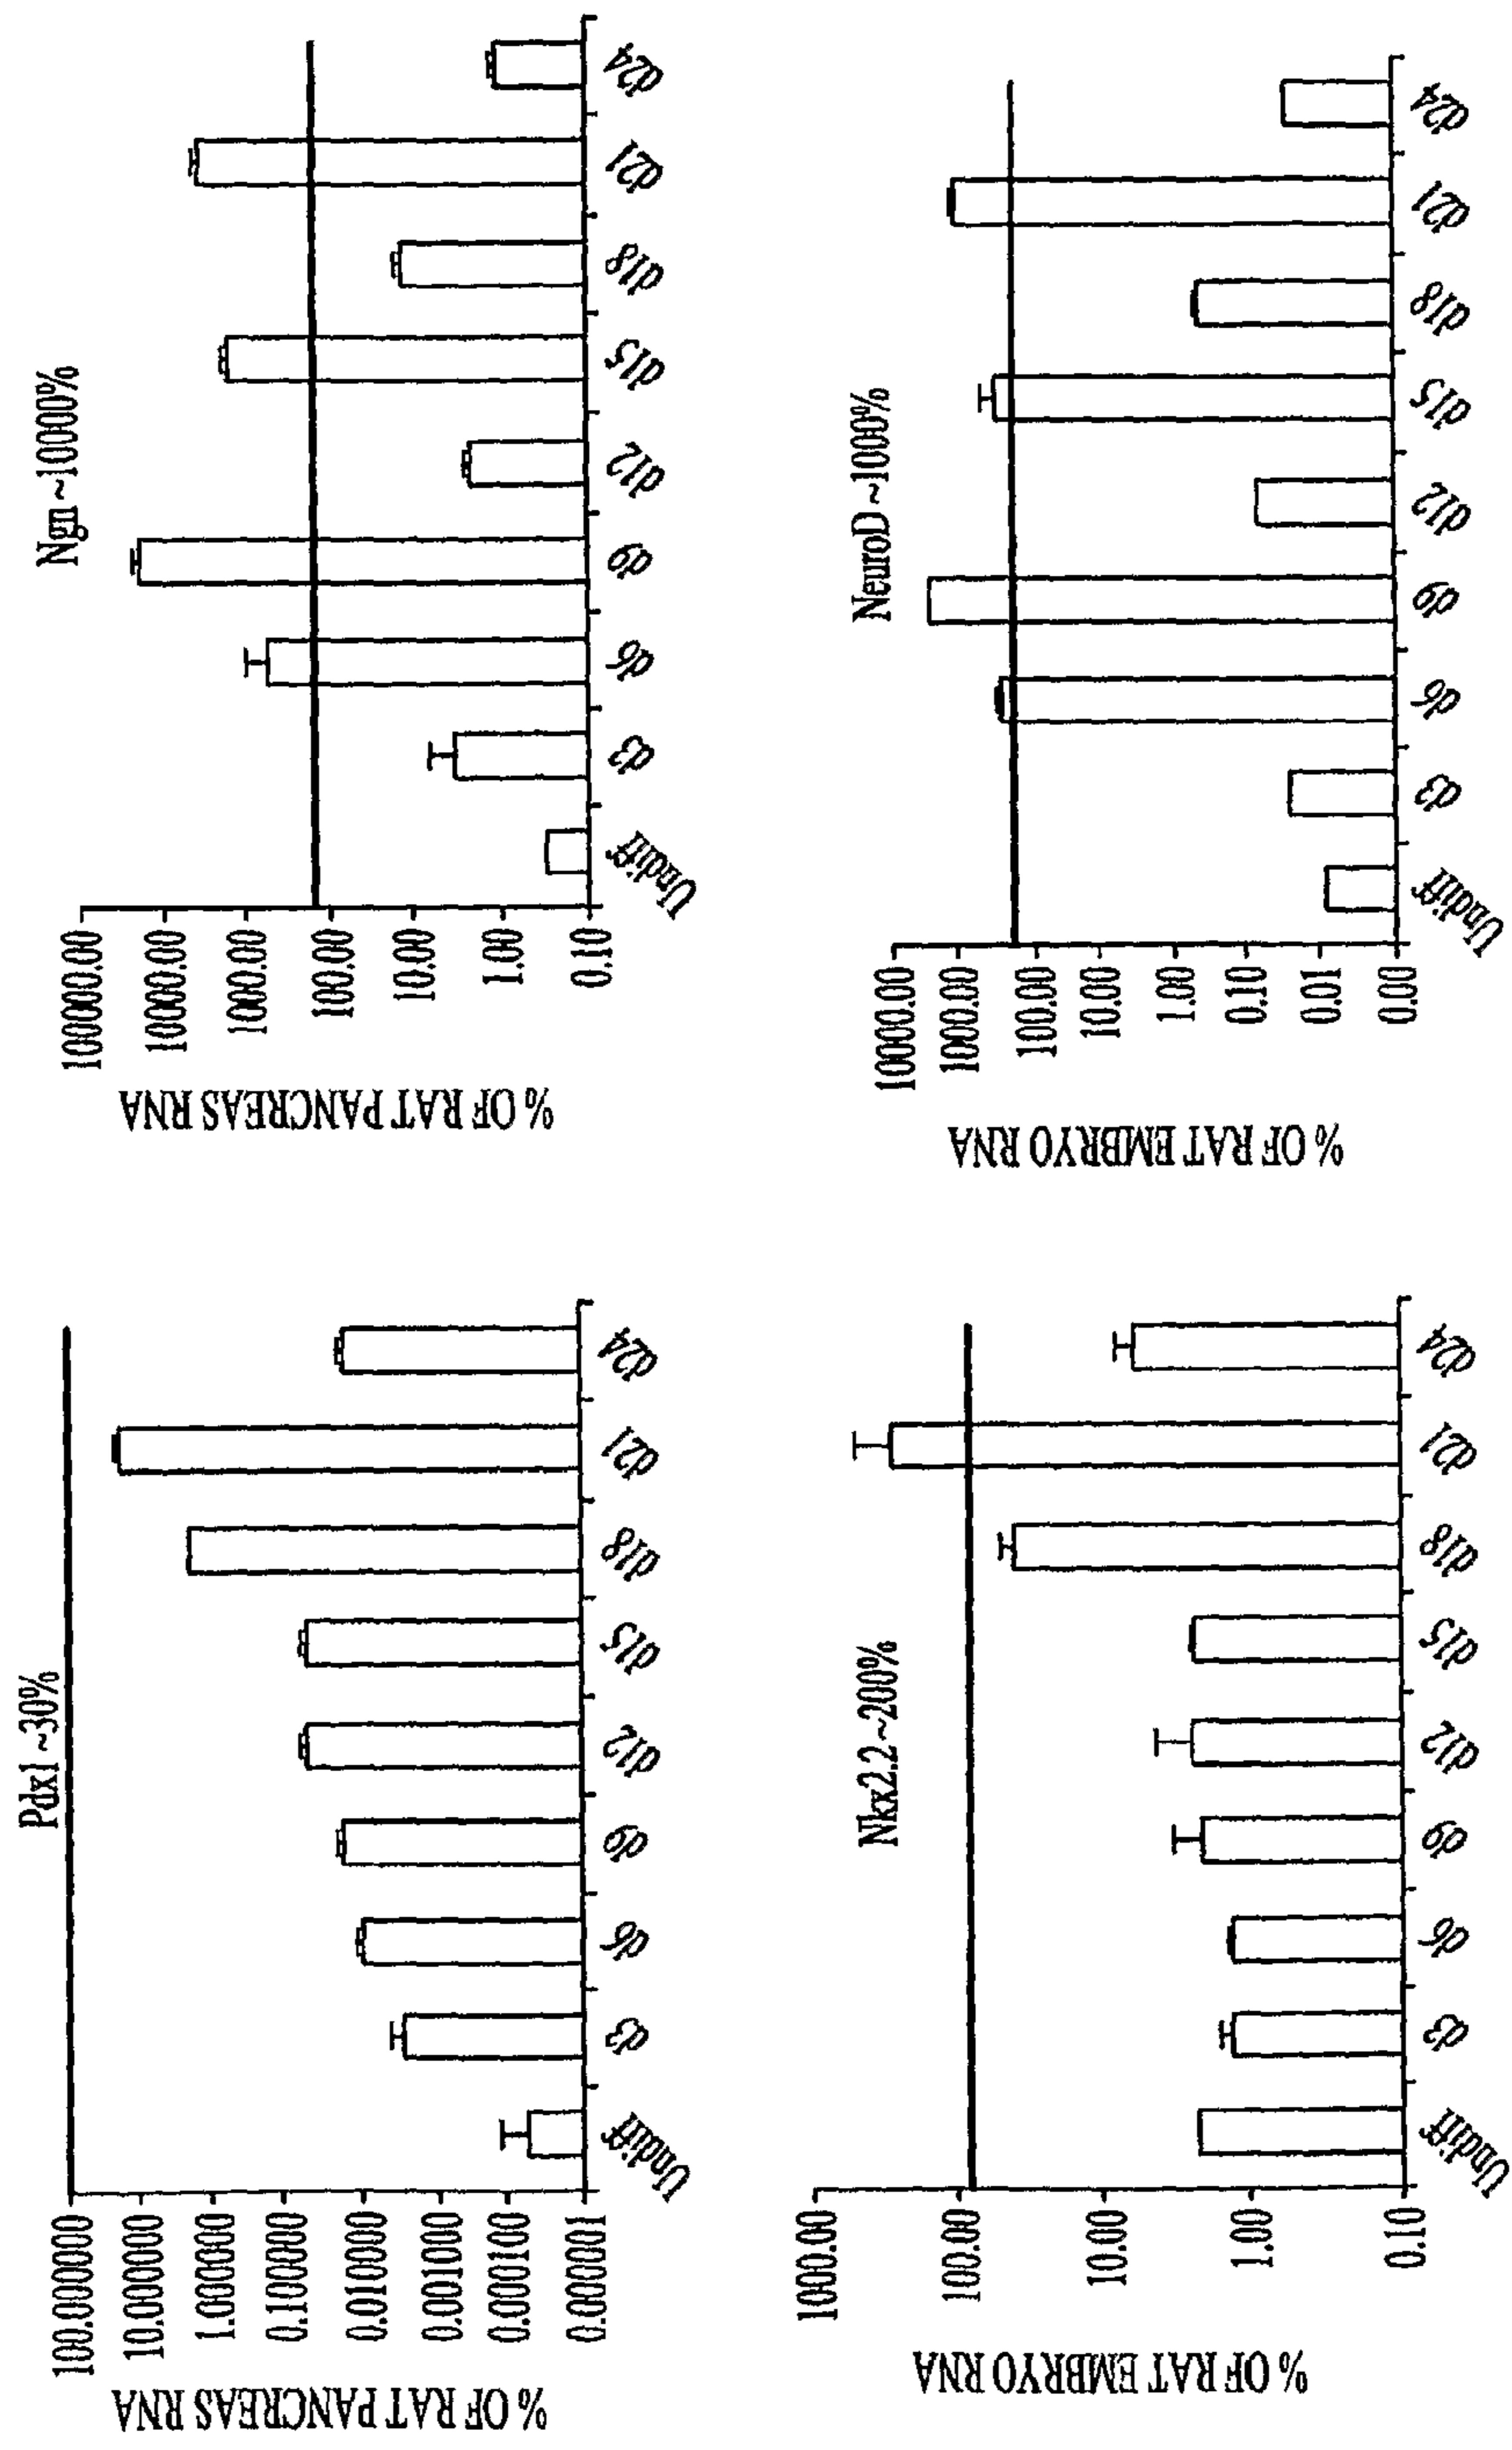 Pdx1 ~30%
% OF RAT PANCREAS RNA
100.000000
10.000000
1.000000
0.100000
0.010000
0.001000
0.000100
0.000001
Undiff
d3
d6
d9
d12
d15
d18
d21
d24
Ngn ~10000%
% OF RAT PANCREAS RNA
100000.00
10000.00
1000.00
100.00
10.00
1.00
0.10
Undiff
d3
d6
d9
d12
d15
d18
d21
d24
Nkx2.2~200%
% OF RAT EMBRYO RNA
1000.00
100.00
10.00
1.00
0.10
Undiff
d3
d6
d9
d12
d15
d18
d21
d24
NeuroD ~1000%
% OF RAT EMBRYO RNA
10000.00
1000.00
100.00
10.00
1.00
0.10
0.01
0.00
Undiff
d3
d6
d9
d12
d15
d18
d21
d24